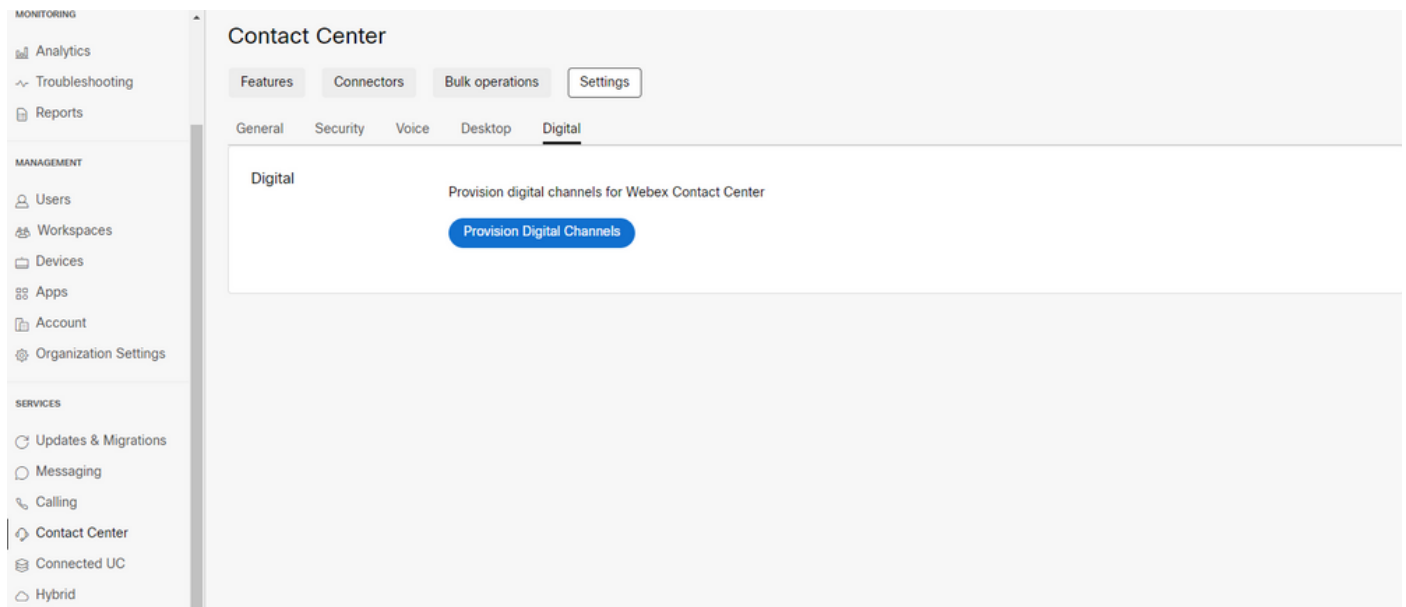 MONITORING
Analytics
Troubleshooting
Reports
MANAGEMENT
Users
Workspaces
Devices
Apps
Account
Organization Settings
SERVICES
Updates & Migrations
Messaging
Calling
Contact Center
Connected UC
Hybrid
Contact Center
Features Connectors Bulk operations Settings
General Security Voice Desktop Digital
Digital
Provision digital channels for Webex Contact Center
Provision Digital Channels